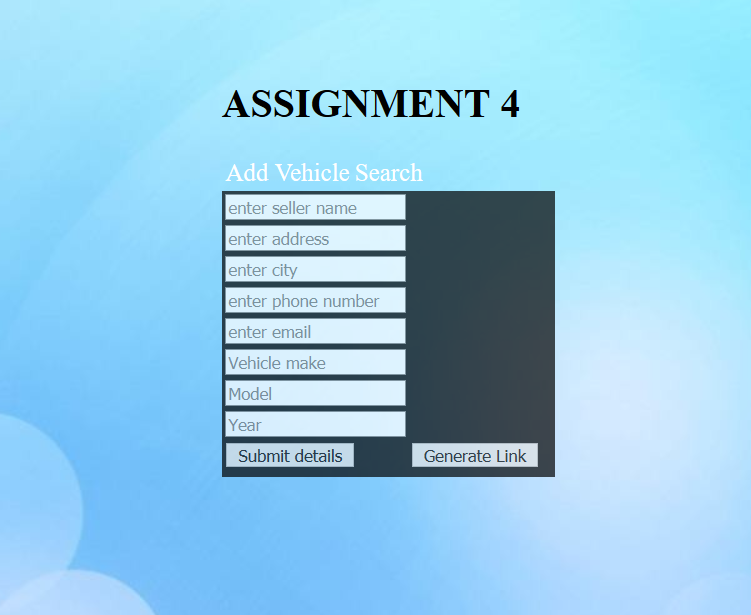 ASSIGNMENT 4
Add Vehicle Search
enter seller name
enter address
enter city
enter phone number
enter email
Vehicle make
Model
Year
Submit details Generate Link